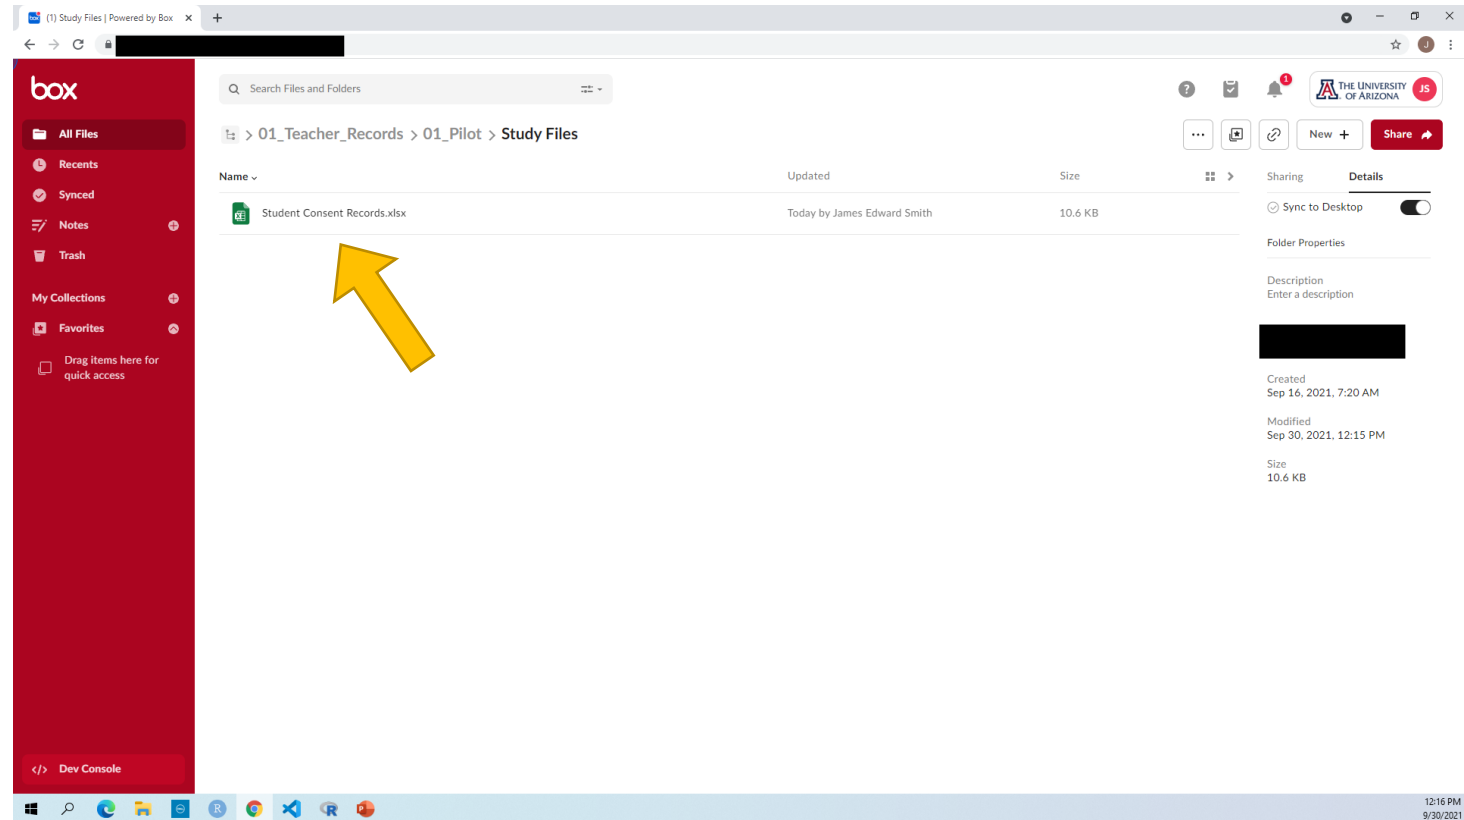 (1) Study Files | Powered by Box
box
Search Files and Folders
1
THE UNIVERSITY
OF ARIZONA
JS
J
All Files
Recents
Synced
Notes
Trash
My Collections
Favorites
Drag items here for
quick access
Dev Console
> 01_Teacher_Records > 01_Pilot > Study Files
New +
Share
Name
Updated
Size
Student Consent Records.xlsx
Today by James Edward Smith
10.6 KB
Sharing
Details
Sync to Desktop
Folder Properties
Description
Enter a description
Created
Sep 16, 2021, 7:20 AM
Modified
Sep 30, 2021, 12:15 PM
Size
10.6 KB
12:16 PM
9/30/2021